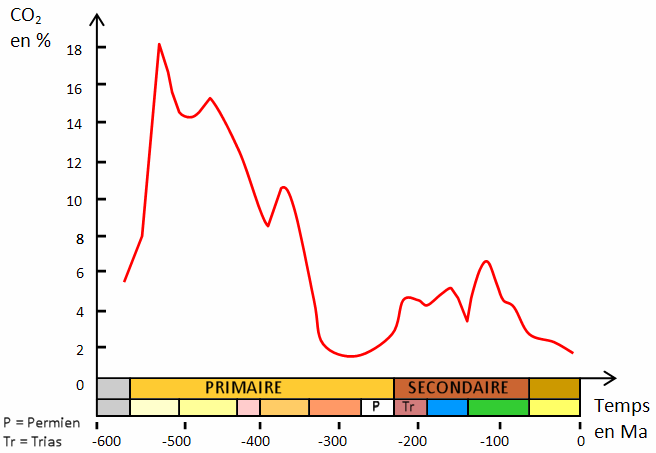 CO₂
en %
18
16
14
12
10
8
6
4
2
0
PRIMAIRE SECONDAIRE
P Tr
P = Permien
Tr = Trias
-600 -500 -400 -300 -200 -100 0
Temps
en Ma